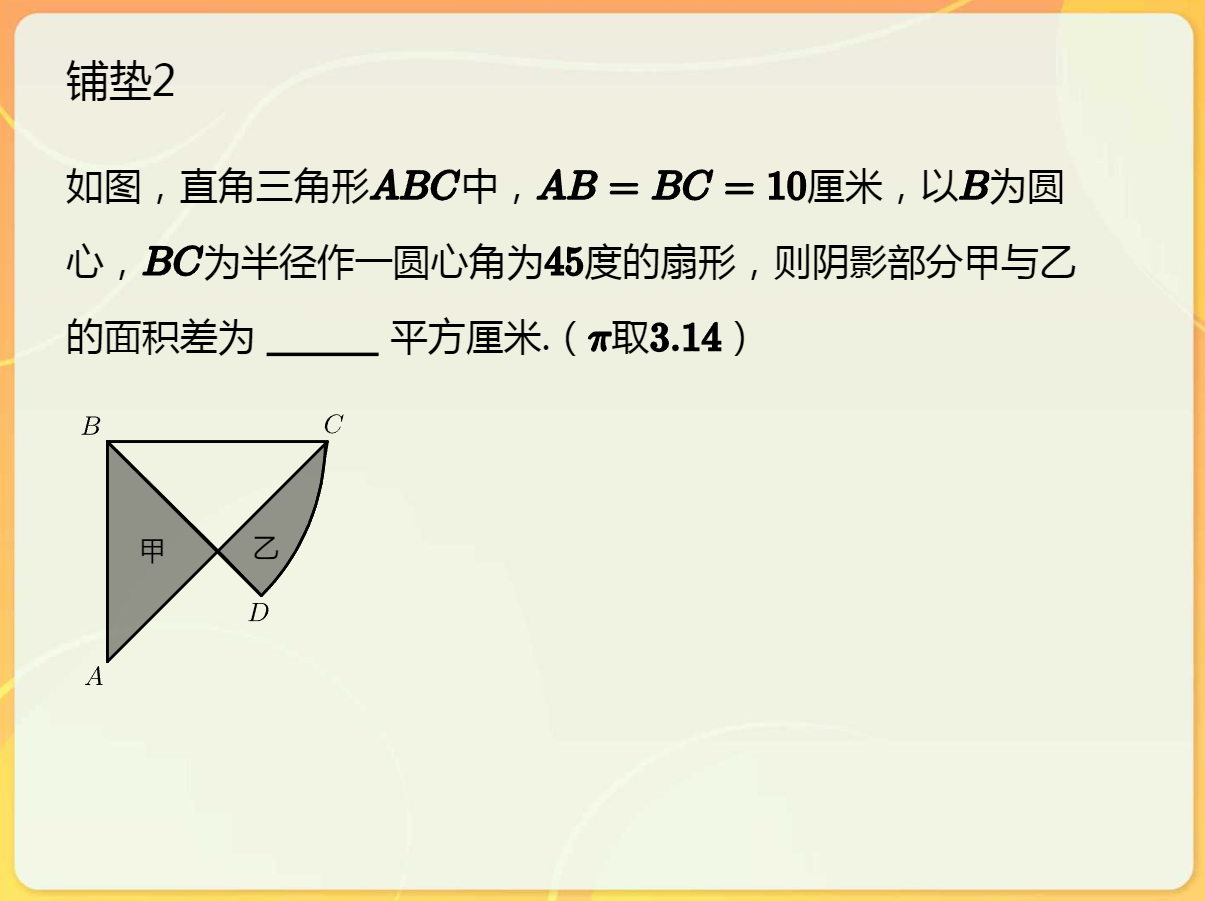 铺垫2
如图，直角三角形ABC中，AB = BC = 10厘米，以B为圆
心，BC为半径作一圆心角为45度的扇形，则阴影部分甲与乙
的面积差为 ______ 平方厘米.（π取3.14）
B
C
甲
乙
D
A